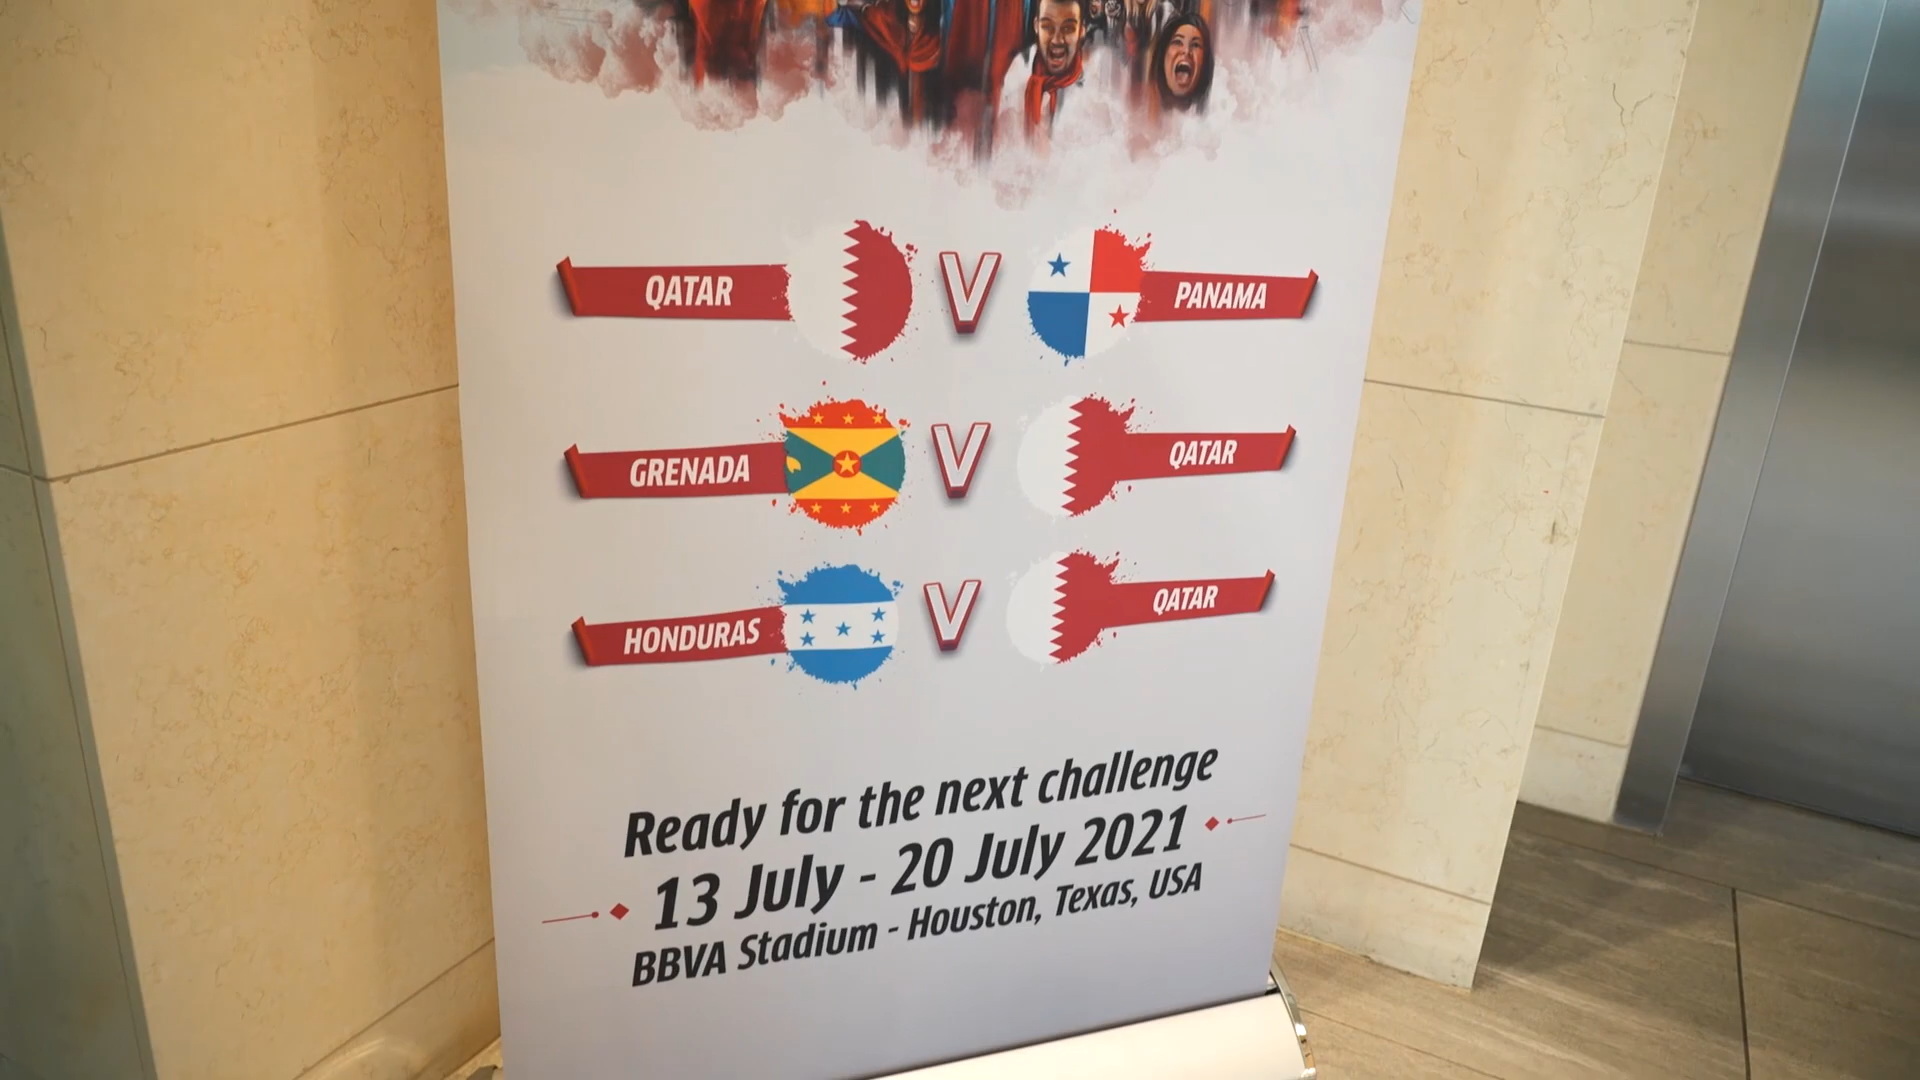 QATAR V PANAMA
GRENADA V QATAR
HONDURAS V QATAR
Ready for the next challenge
13 July - 20 July 2021
BBVA Stadium - Houston, Texas, USA